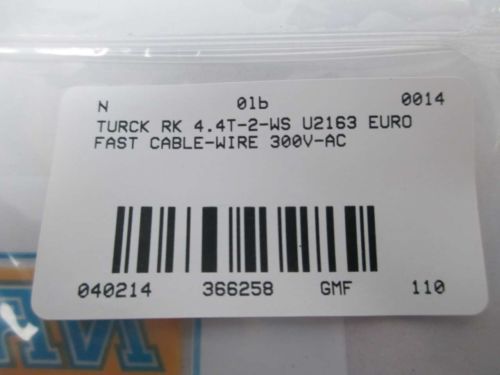 N 01b 0014
TURCK RK 4.4T-2-WS U2163 EURO
FAST CABLE-WIRE 300V-AC
040214 366258 GMF 110